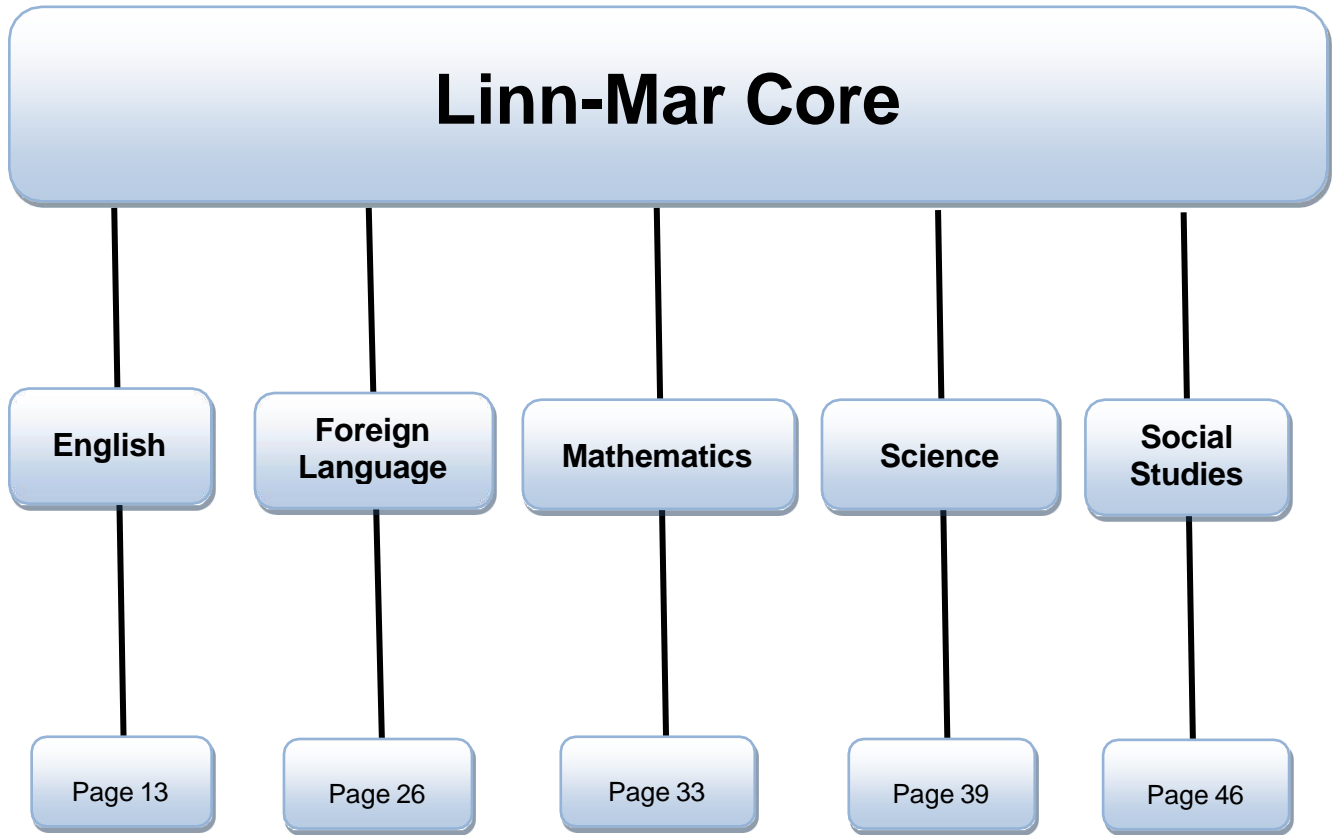 Linn-Mar Core
English
Foreign
Language
Mathematics
Science
Social
Studies
Page 13
Page 26
Page 33
Page 39
Page 46